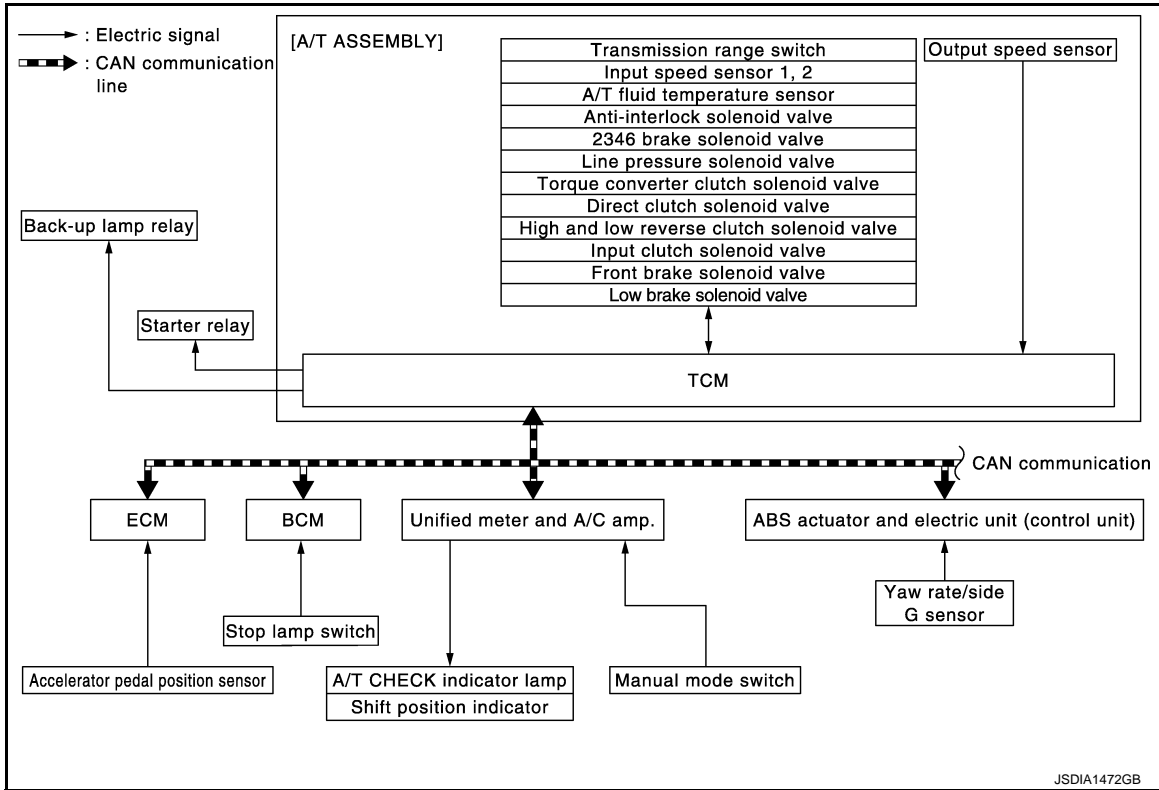 : Electric signal
: CAN communication
line
[A/T ASSEMBLY]
Transmission range switch
Input speed sensor 1, 2
A/T fluid temperature sensor
Anti-interlock solenoid valve
2346 brake solenoid valve
Line pressure solenoid valve
Torque converter clutch solenoid valve
Direct clutch solenoid valve
High and low reverse clutch solenoid valve
Input clutch solenoid valve
Front brake solenoid valve
Low brake solenoid valve
Output speed sensor
Back-up lamp relay
Starter relay
TCM
CAN communication
ECM
BCM
Unified meter and A/C amp.
ABS actuator and electric unit (control unit)
Yaw rate/side
G sensor
Stop lamp switch
Accelerator pedal position sensor
A/T CHECK indicator lamp
Shift position indicator
Manual mode switch
JSDIA1472GB